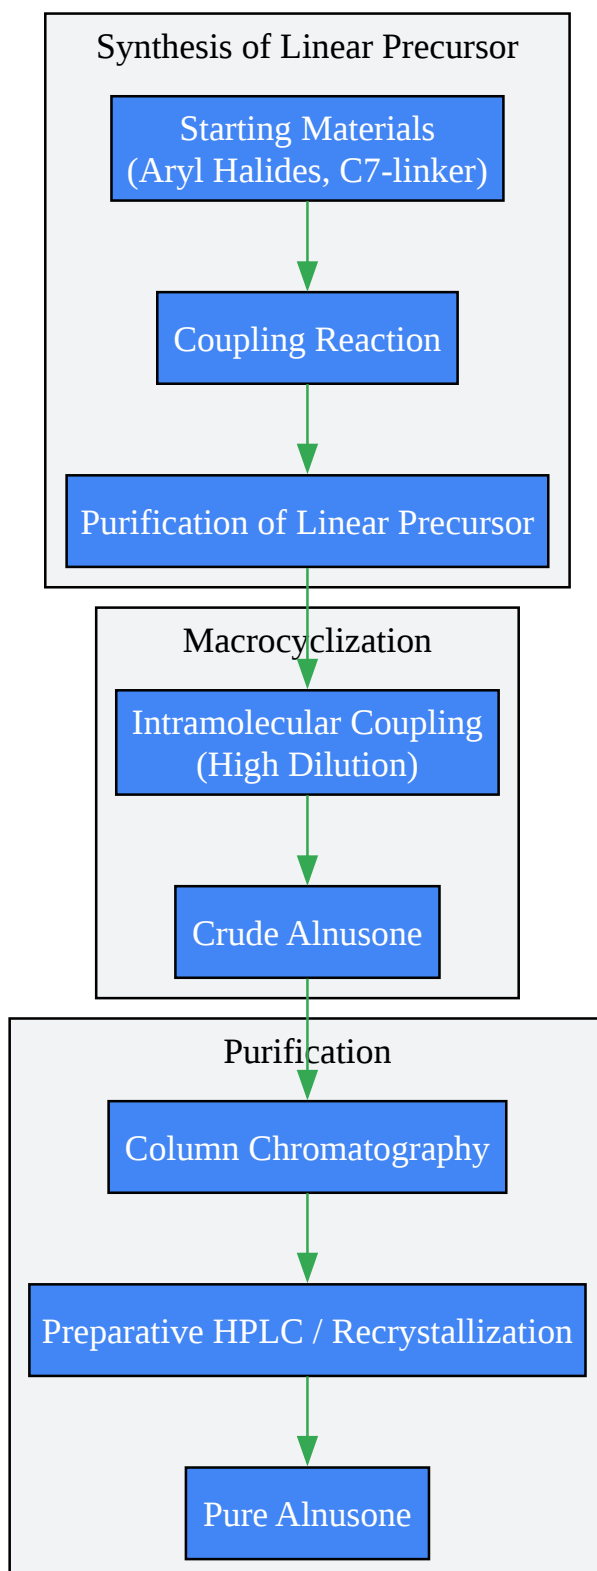 Synthesis of Linear Precursor
Starting Materials
(Aryl Halides, C7-linker)
Coupling Reaction
Purification of Linear Precursor
Macrocyclization
Intramolecular Coupling
(High Dilution)
Crude Alnusone
Purification
Column Chromatography
Preparative HPLC / Recrystallization
Pure Alnusone